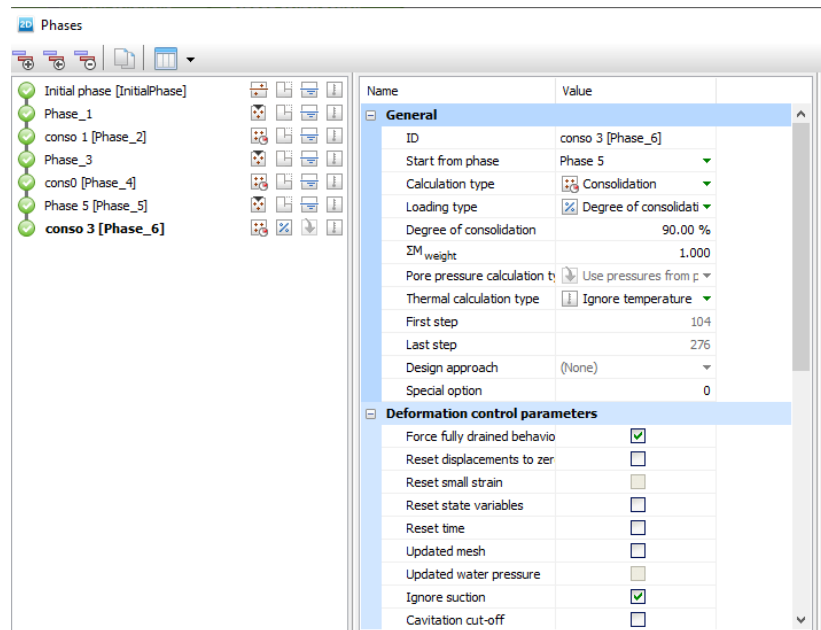 2D Phases
Initial phase [InitialPhase]
Phase_1
conso 1 [Phase_2]
Phase_3
cons0 [Phase_4]
Phase 5 [Phase_5]
conso 3 [Phase_6]
Name Value
General
ID conso 3 [Phase_6]
Start from phase Phase 5
Calculation type Consolidation
Loading type % Degree of consolidati
Degree of consolidation 90.00 %
ΣM weight 1.000
Pore pressure calculation ty Use pressures from p
Thermal calculation type Ignore temperature
First step 104
Last step 276
Design approach (None)
Special option 0
Deformation control parameters
Force fully drained behavio
Reset displacements to zer
Reset small strain
Reset state variables
Reset time
Updated mesh
Updated water pressure
Ignore suction
Cavitation cut-off